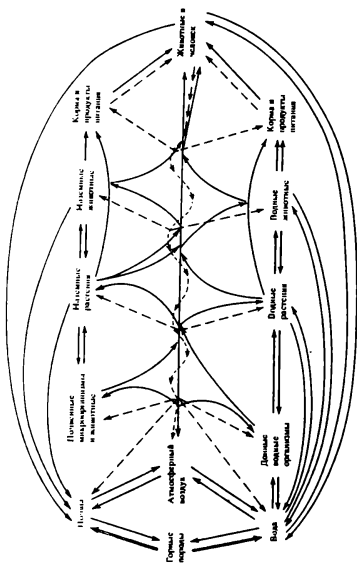 Почвы
Почвенные
микроорганизмы
и животные
Наземные
растения
Наземные
животные
Корма и
продукты
питания
Горные
породы
Атмосферный
воздух
Животные и
человек
Вода
Донные
водные
организмы
Водные
растения
Водные
животные
Корма и
продукты
питания